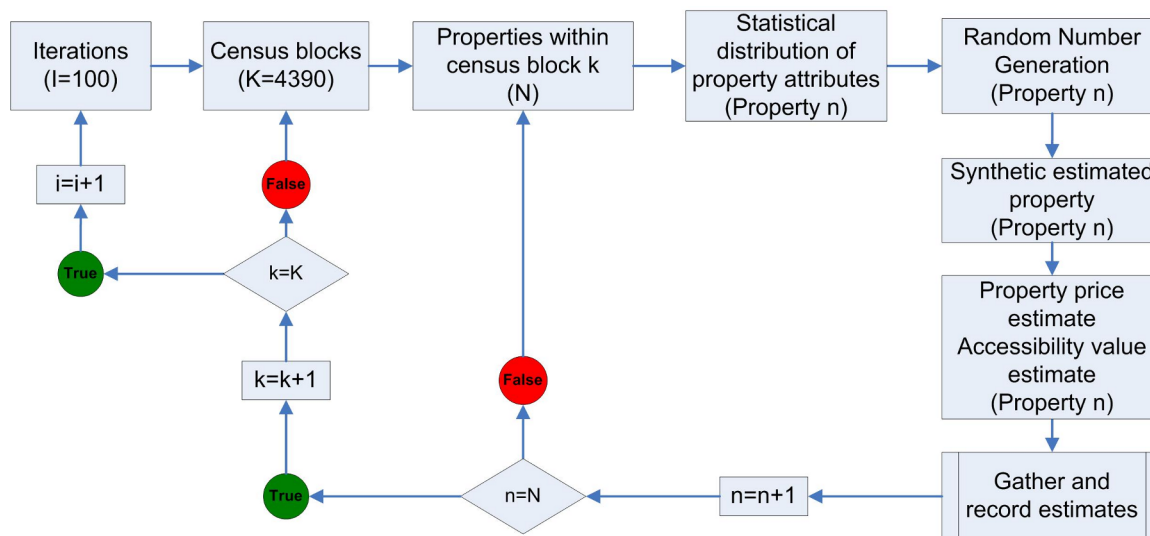 Iterations
(I=100)
Census blocks
(K=4390)
Properties within
census block k
(N)
Statistical
distribution of
property attributes
(Property n)
Random Number
Generation
(Property n)
i=i+1
False
Synthetic estimated
property
(Property n)
True
k=K
Property price
estimate
Accessibility value
estimate
(Property n)
k=k+1
False
True
n=N
n=n+1
Gather and
record estimates